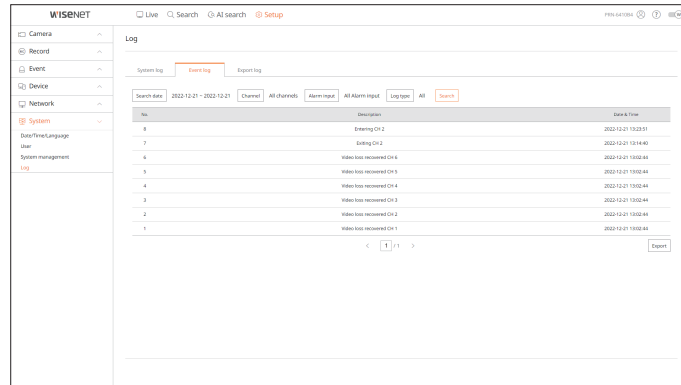 WISENET
Live Search AI search Setup
PRN-6410B4 ?
Camera
Record
Event
Device
Network
System
Date/Time/Language
User
System management
Log
Log
System log Event log Export log
Search date 2022-12-21 ~ 2022-12-21 Channel All channels Alarm input All Alarm input Log type All Search
No. Description Date & Time
8 Entering CH 2 2022-12-21 13:23:51
7 Exiting CH 2 2022-12-21 13:14:40
6 Video loss recovered CH 6 2022-12-21 13:02:44
5 Video loss recovered CH 5 2022-12-21 13:02:44
4 Video loss recovered CH 4 2022-12-21 13:02:44
3 Video loss recovered CH 3 2022-12-21 13:02:44
2 Video loss recovered CH 2 2022-12-21 13:02:44
1 Video loss recovered CH 1 2022-12-21 13:02:44
< 1 / 1 >
Export